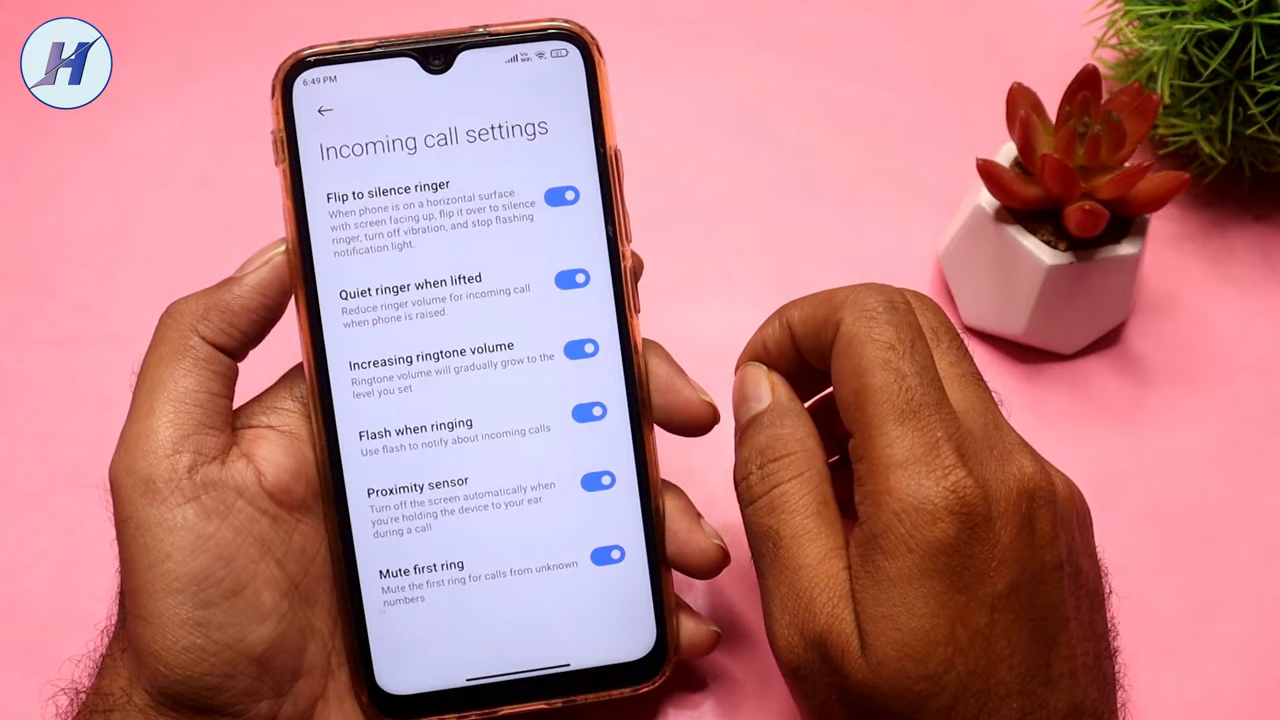 H
6:49 PM
Vo
WiFi
31
Incoming call settings
Flip to silence ringer
When phone is on a horizontal surface
with screen facing up, flip it over to silence
ringer, turn off vibration, and stop flashing
notification light.
Quiet ringer when lifted
Reduce ringer volume for incoming call
when phone is raised.
Increasing ringtone volume
Ringtone volume will gradually grow to the
level you set
Flash when ringing
Use flash to notify about incoming calls
Proximity sensor
Turn off the screen automatically when
you're holding the device to your ear
during a call
Mute first ring
Mute the first ring for calls from unknown
numbers